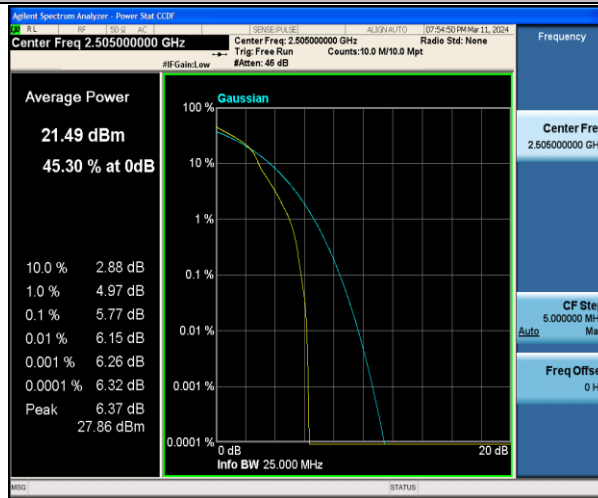 Agilent Spectrum Analyzer - Power Stat CCDF
RL RF 50 Ω AC SENSE:PULSE ALIGN AUTO 07:54:50 PM Mar 11, 2024
Center Freq 2.505000000 GHz Center Freq: 2.505000000 GHz Radio Std: None
Trig: Free Run Counts:10.0 M/10.0 Mpt
#IFGain:Low #Atten: 46 dB
Frequency
Average Power
21.49 dBm
45.30 % at 0dB
10.0 % 2.88 dB
1.0 % 4.97 dB
0.1 % 5.77 dB
0.01 % 6.15 dB
0.001 % 6.26 dB
0.0001 % 6.32 dB
Peak 6.37 dB
27.86 dBm
Gaussian
100 %
10 %
1 %
0.1 %
0.01 %
0.001 %
0.0001 %
0 dB 20 dB
Info BW 25.000 MHz
Center Fre
2.505000000 GH
CF Ste
5.000000 MH
Auto Ma
Freq Offse
0 H
MSG STATUS